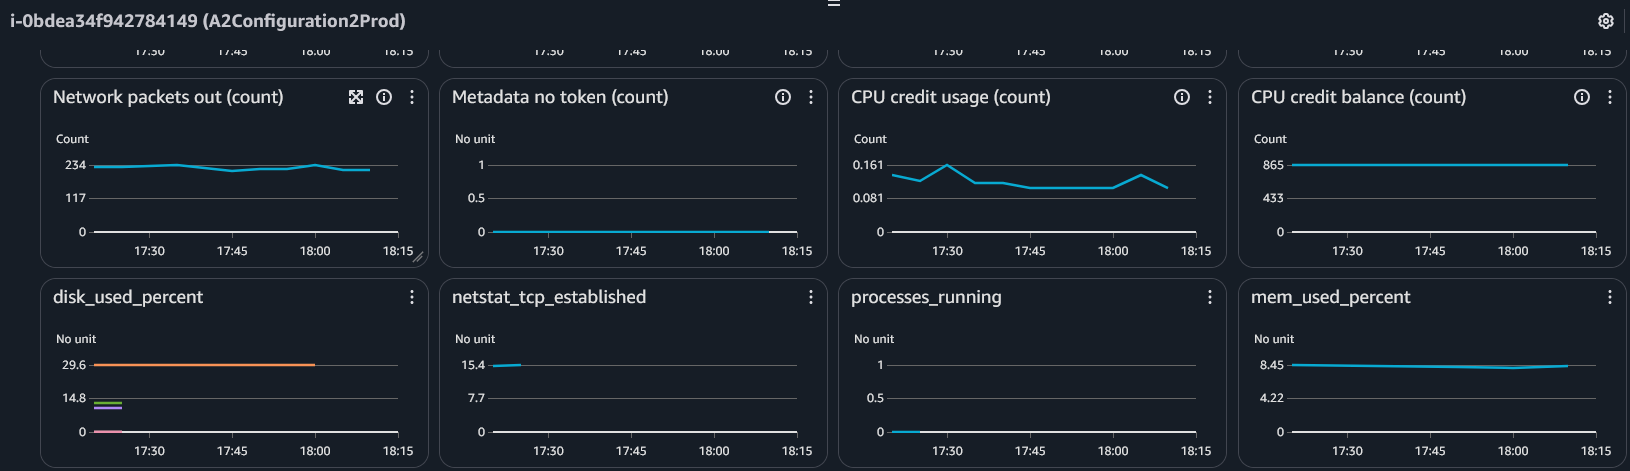 i-0bdea34f942784149 (A2Configuration2Prod)
17:30 17:45 18:00 18:15
17:30 17:45 18:00 18:15
17:30 17:45 18:00 18:15
17:30 17:45 18:00 18:15
Network packets out (count)
Count
234
117
0
17:30 17:45 18:00 18:15
Metadata no token (count)
No unit
1
0.5
0
17:30 17:45 18:00 18:15
CPU credit usage (count)
Count
0.161
0.081
0
17:30 17:45 18:00 18:15
CPU credit balance (count)
Count
865
433
0
17:30 17:45 18:00 18:15
disk_used_percent
No unit
29.6
14.8
0
17:30 17:45 18:00 18:15
netstat_tcp_established
No unit
15.4
7.7
0
17:30 17:45 18:00 18:15
processes_running
No unit
1
0.5
0
17:30 17:45 18:00 18:15
mem_used_percent
No unit
8.45
4.22
0
17:30 17:45 18:00 18:15